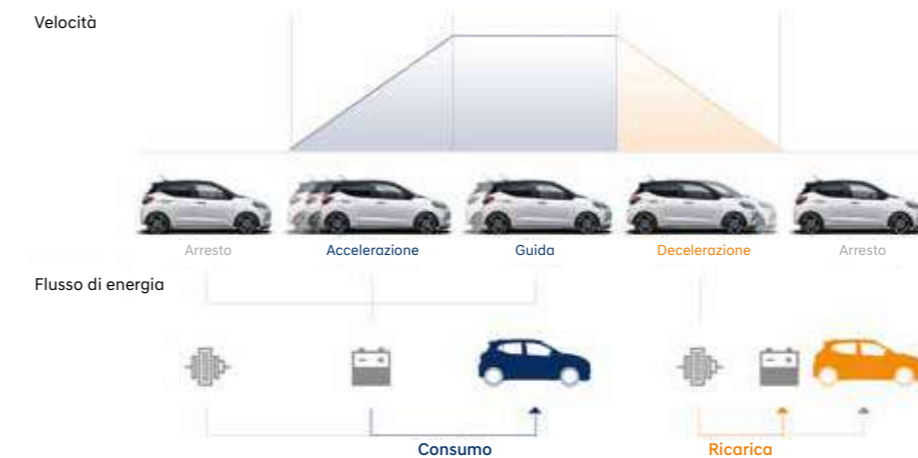 Velocità
Arresto
Accelerazione
Guida
Decelerazione
Arresto
Flusso di energia
Consumo
Ricarica